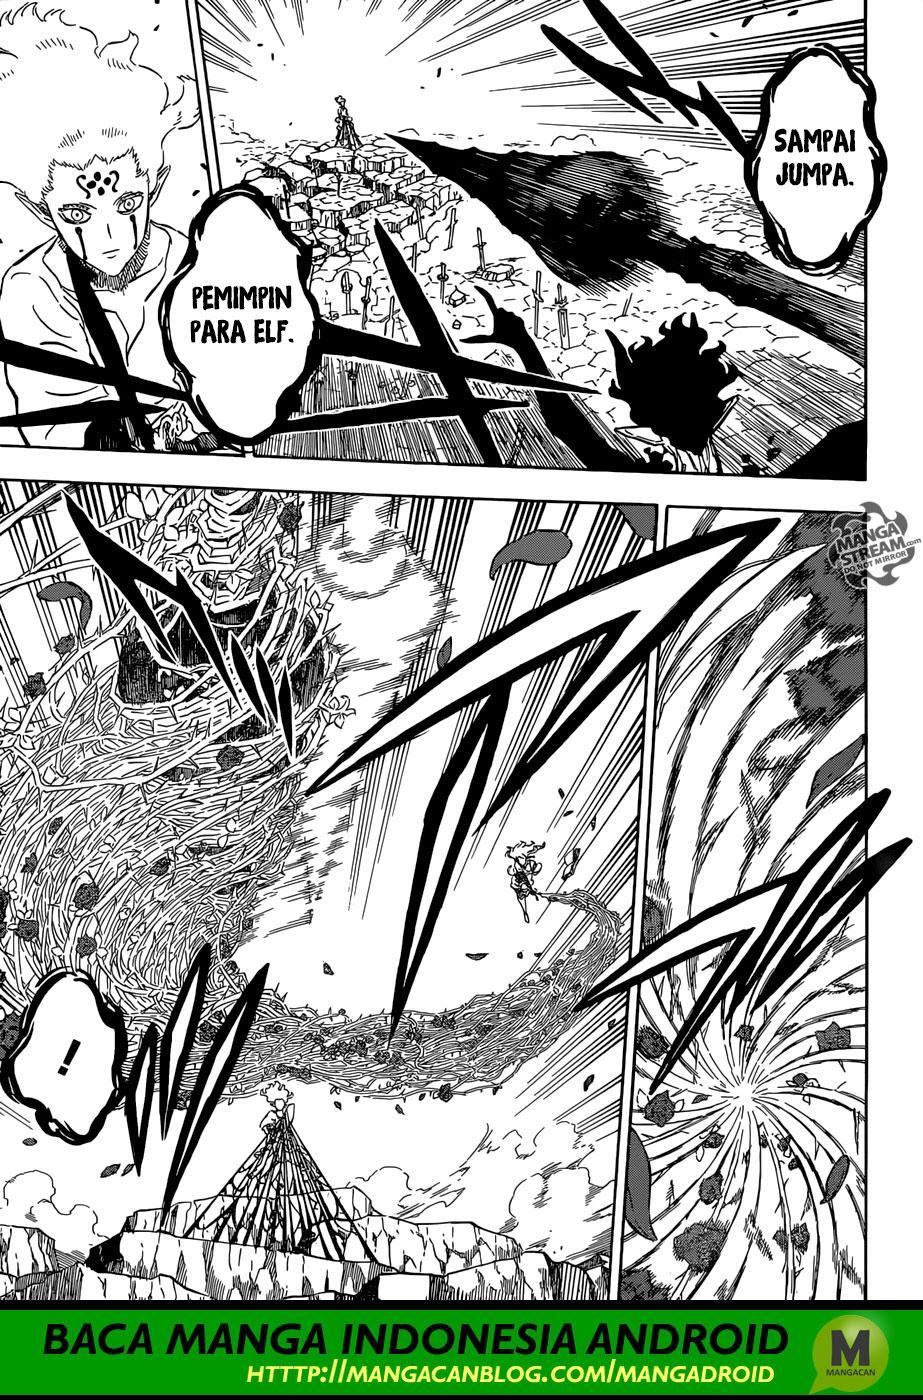 SAMPAI
JUMPA.
PEMIMPIN
PARA ELF.
MANGA
STREAM.com
DO NOT MIRROR
!
BACA MANGA INDONESIA ANDROID
HTTTP://MANGACANBLOG.COM/MANGADROID
M
MANGACAN